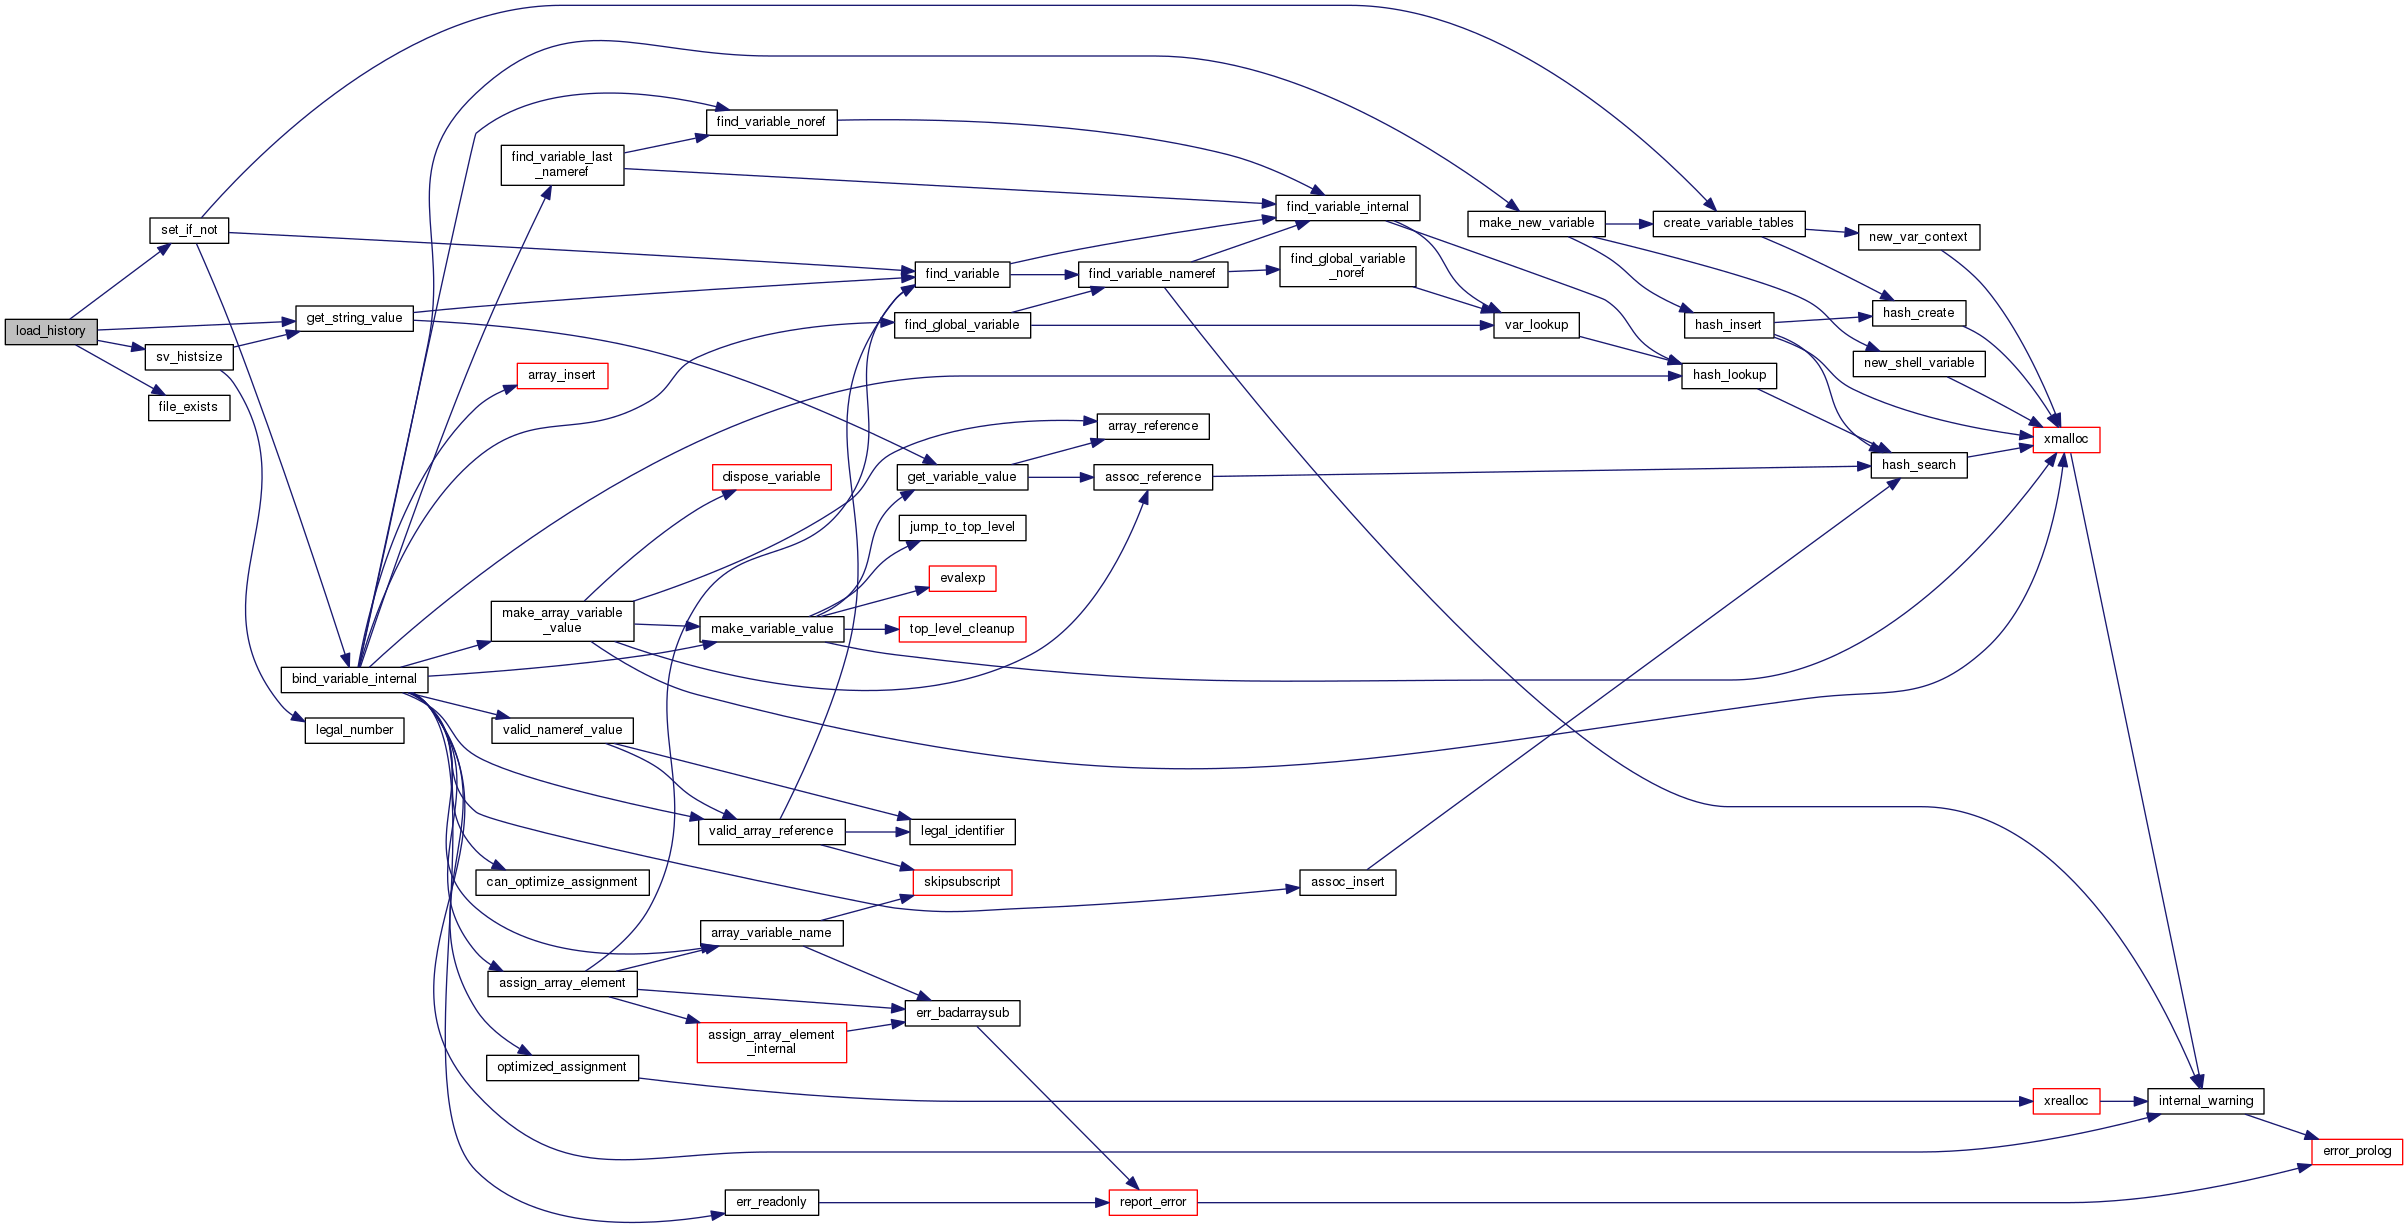 find_variable_noref
find_variable_last
_nameref
find_variable_internal
set_if_not
make_new_variable
create_variable_tables
new_var_context
find_variable
find_variable_nameref
find_global_variable
_noref
load_history
get_string_value
find_global_variable
var_lookup
hash_insert
hash_create
sv_histsize
array_insert
hash_lookup
new_shell_variable
file_exists
array_reference
xmalloc
dispose_variable
get_variable_value
assoc_reference
hash_search
jump_to_top_level
evalexp
make_array_variable
_value
make_variable_value
top_level_cleanup
bind_variable_internal
legal_number
valid_nameref_value
valid_array_reference
legal_identifier
can_optimize_assignment
skipsubscript
assoc_insert
array_variable_name
assign_array_element
err_badarraysub
assign_array_element
_internal
optimized_assignment
xrealloc
internal_warning
error_prolog
err_readonly
report_error